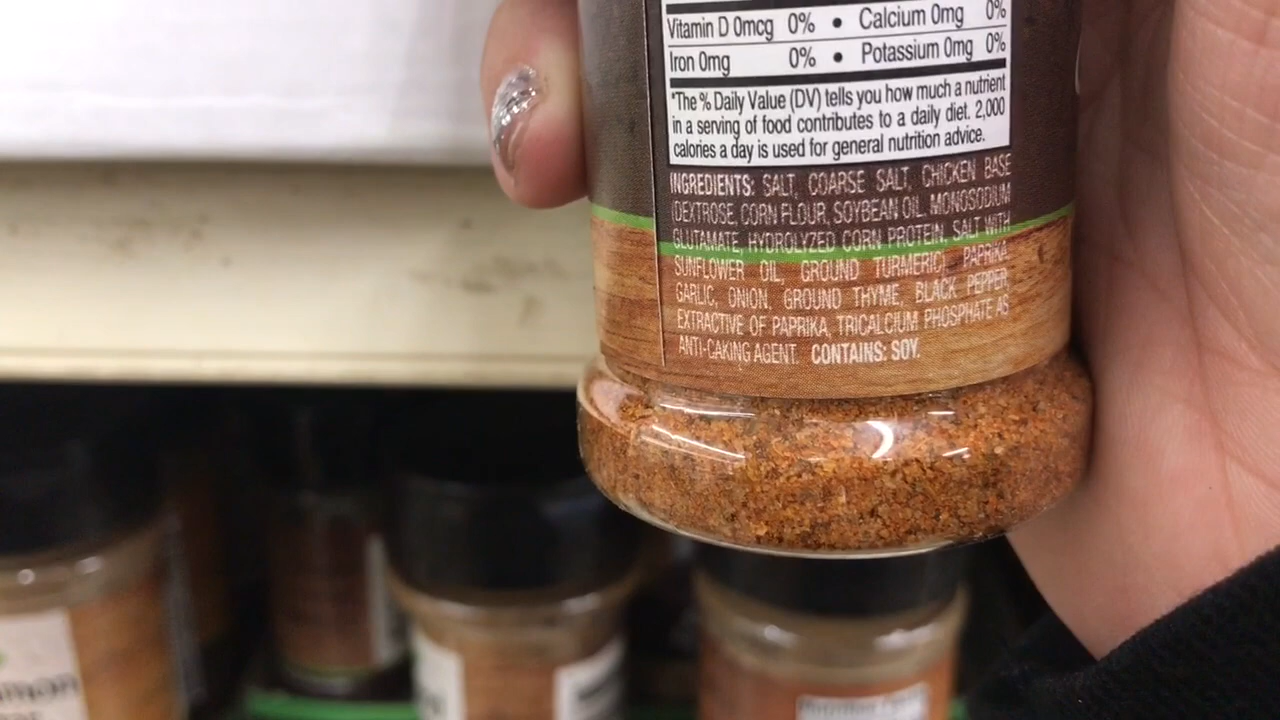 Vitamin D 0mcg 0% • Calcium 0mg 0%
Iron 0mg 0% • Potassium 0mg 0%
*The % Daily Value (DV) tells you how much a nutrient
in a serving of food contributes to a daily diet. 2,000
calories a day is used for general nutrition advice.
INGREDIENTS: SALT, COARSE SALT, CHICKEN BASE
(DEXTROSE, CORN FLOUR, SOYBEAN OIL, MONOSODIUM
GLUTAMATE, HYDROLYZED CORN PROTEIN, SALT WITH
SUNFLOWER OIL, GROUND TURMERIC), PAPRIKA,
GARLIC, ONION, GROUND THYME, BLACK PEPPER,
EXTRACTIVE OF PAPRIKA, TRICALCIUM PHOSPHATE AS
ANTI-CAKING AGENT. CONTAINS: SOY.